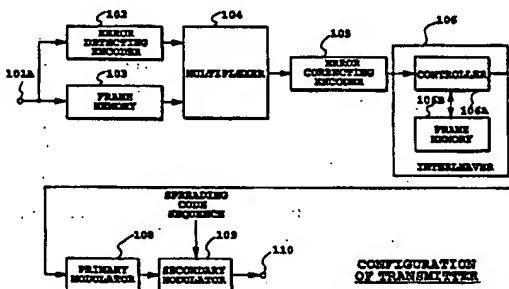 102
104
106
ERROR
DETECTING
ENCODER
105
101A
103
MULTIPLEXER
ERROR
CORRECTING
ENCODER
CONTROLLER
FRAME
MEMORY
106B
106A
FRAME
MEMORY
INTERLEAVER
SPREADING
CODE
SEQUENCE
108
109
110
PRIMARY
MODULATOR
SECONDARY
MODULATOR
CONFIGURATION
OF TRANSMITTER